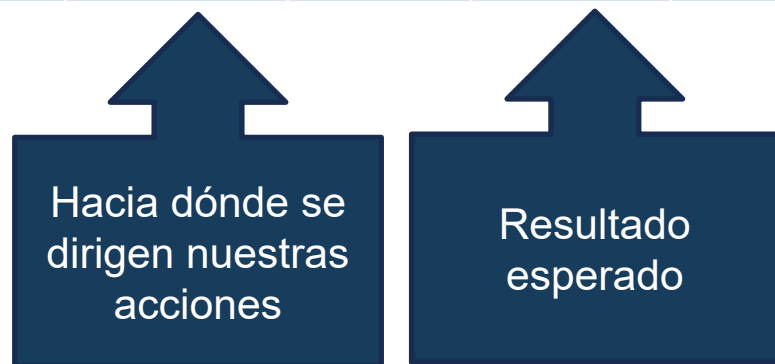 Hacia dónde se
dirigen nuestras
acciones
Resultado
esperado